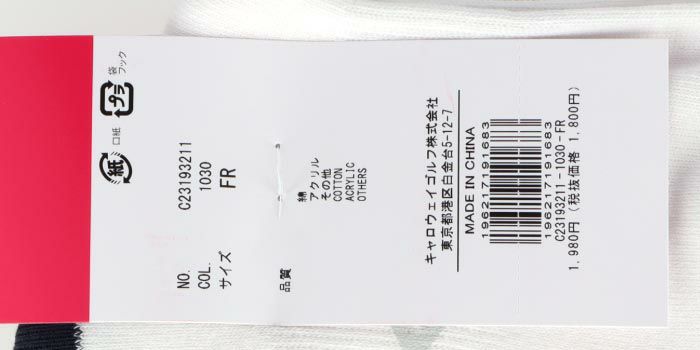 袋
フック
プラ
口紙
紙
NO. C23193211
COL. 1030
サイズ FR
品質 綿
アクリル
その他
COTTON
ACRYLIC
OTHERS
キャロウェイゴルフ株式会社
東京都港区白金台5-12-7
MADE IN CHINA
196217191683
196217191683
C23193211-1030-FR
1,980円(税抜価格 1,800円)